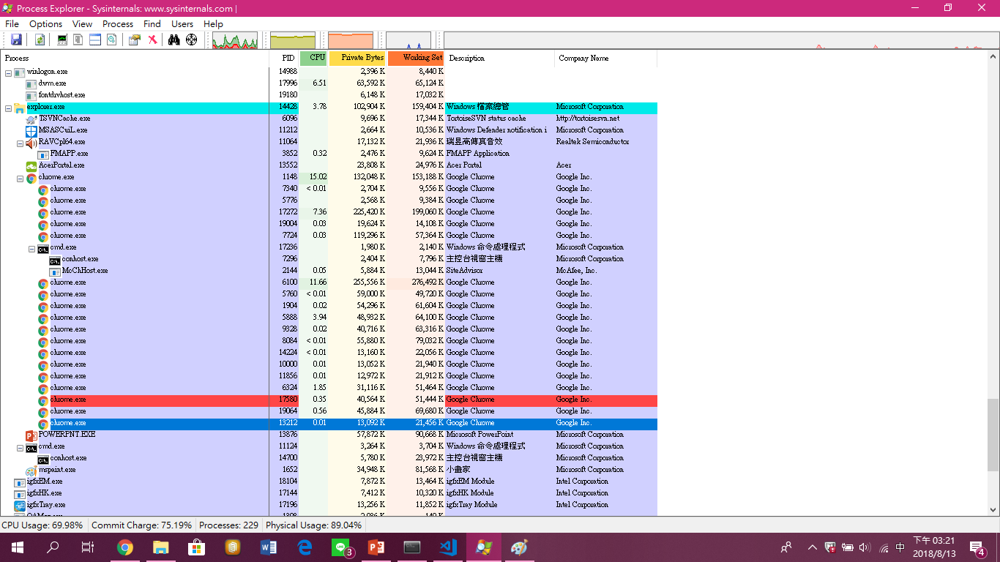 Process Explorer - Sysinternals: www.sysinternals.com |
File Options View Process Find Users Help
Process PID CPU Private Bytes Working Set Description Company Name
winlogon.exe 14988 2,396 K 8,440 K
dwm.exe 17996 6.51 63,592 K 65,124 K
fontdrvhost.exe 19180 6,148 K 17,032 K
explorer.exe 14428 3.78 102,904 K 159,404 K Windows 檔案總管 Microsoft Corporation
TSVNCache.exe 6096 9,696 K 17,344 K TortoiseSVN status cache http://tortoisesvn.net
MSASCuiL.exe 11212 2,664 K 10,536 K Windows Defender notification i Microsoft Corporation
RAVCpl64.exe 11064 17,132 K 21,936 K 瑞昱高傳真音效 Realtek Semiconductor
FMAPP.exe 3852 0.32 2,476 K 9,624 K FMAPP Application
AcerPortal.exe 13552 23,808 K 24,976 K Acer Portal Acer
chrome.exe 1148 15.02 132,048 K 153,188 K Google Chrome Google Inc.
chrome.exe 7340 < 0.01 2,704 K 9,556 K Google Chrome Google Inc.
chrome.exe 5776 2,568 K 9,384 K Google Chrome Google Inc.
chrome.exe 17272 7.36 225,420 K 199,060 K Google Chrome Google Inc.
chrome.exe 19004 0.03 19,624 K 14,108 K Google Chrome Google Inc.
chrome.exe 7724 0.03 119,296 K 57,364 K Google Chrome Google Inc.
cmd.exe 17236 1,980 K 2,140 K Windows 命令處理程式 Microsoft Corporation
conhost.exe 7296 2,404 K 7,796 K 主控台視窗主機 Microsoft Corporation
McChHost.exe 2144 0.05 5,884 K 13,044 K SiteAdvisor McAfee, Inc.
chrome.exe 6100 11.66 255,556 K 276,492 K Google Chrome Google Inc.
chrome.exe 5760 < 0.01 59,000 K 49,720 K Google Chrome Google Inc.
chrome.exe 1904 0.02 54,296 K 61,604 K Google Chrome Google Inc.
chrome.exe 5888 3.94 48,932 K 64,100 K Google Chrome Google Inc.
chrome.exe 9328 0.02 40,716 K 63,316 K Google Chrome Google Inc.
chrome.exe 8084 < 0.01 55,880 K 79,032 K Google Chrome Google Inc.
chrome.exe 14224 < 0.01 13,160 K 22,056 K Google Chrome Google Inc.
chrome.exe 10000 0.01 13,052 K 21,940 K Google Chrome Google Inc.
chrome.exe 11856 0.01 12,972 K 21,912 K Google Chrome Google Inc.
chrome.exe 6324 1.85 31,116 K 51,464 K Google Chrome Google Inc.
chrome.exe 17580 0.35 40,564 K 51,444 K Google Chrome Google Inc.
chrome.exe 19064 0.56 45,884 K 69,680 K Google Chrome Google Inc.
chrome.exe 13212 0.01 13,092 K 21,456 K Google Chrome Google Inc.
POWERPNT.EXE 13876 57,872 K 90,668 K Microsoft PowerPoint Microsoft Corporation
cmd.exe 11124 3,264 K 3,704 K Windows 命令處理程式 Microsoft Corporation
conhost.exe 14700 5,780 K 23,972 K 主控台視窗主機 Microsoft Corporation
mspaint.exe 1652 34,948 K 81,568 K 小畫家 Microsoft Corporation
igfxEM.exe 18104 7,872 K 13,464 K igfxEM Module Intel Corporation
igfxHK.exe 17144 7,412 K 10,320 K igfxHK Module Intel Corporation
igfxTray.exe 17196 13,256 K 11,852 K igfxTray Module Intel Corporation
CPU Usage: 69.98% Commit Charge: 75.19% Processes: 229 Physical Usage: 89.04%
3 中 下午 03:21
2018/8/13 4